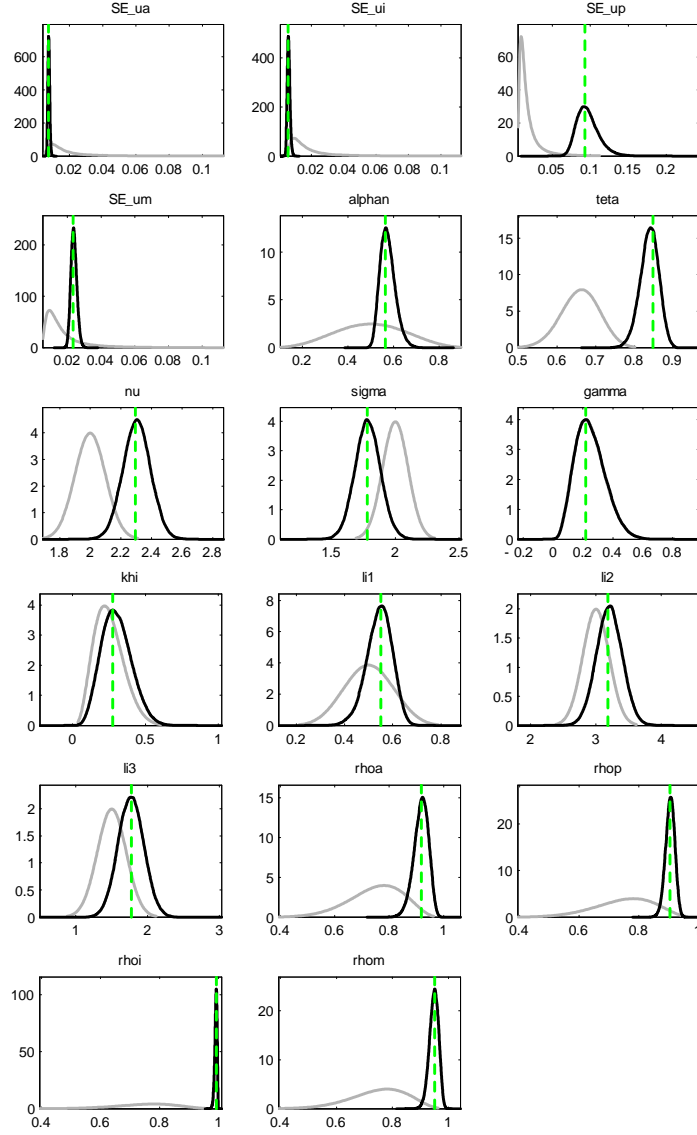 SE_ua SE_ui SE_up
800 600 400 200 0
400 200 0
80 60 40 20 0
0.02 0.04 0.06 0.08 0.1
0.02 0.04 0.06 0.08 0.1
0.05 0.1 0.15 0.2
SE_um alphan teta
200 100 0
10 5 0
15 10 5 0
0.02 0.04 0.06 0.08 0.1
0 0.2 0.4 0.6 0.8
0.5 0.6 0.7 0.8 0.9
nu sigma gamma
4 3 2 1 0
4 3 2 1 0
4 3 2 1 0
1.8 2 2.2 2.4 2.6 2.8
1.5 2 2.5
-0.2 0 0.2 0.4 0.6 0.8
khi li1 li2
4 3 2 1 0
8 6 4 2 0
2 1.5 1 0.5 0
0 0.5 1
0.2 0.4 0.6 0.8
2 3 4
li3 rhoa rhop
2 1.5 1 0.5 0
15 10 5 0
20 10 0
1 2 3
0.4 0.6 0.8 1
0.4 0.6 0.8 1
rhoi rhom
100 50 0
20 10 0
0.4 0.6 0.8 1
0.4 0.6 0.8 1